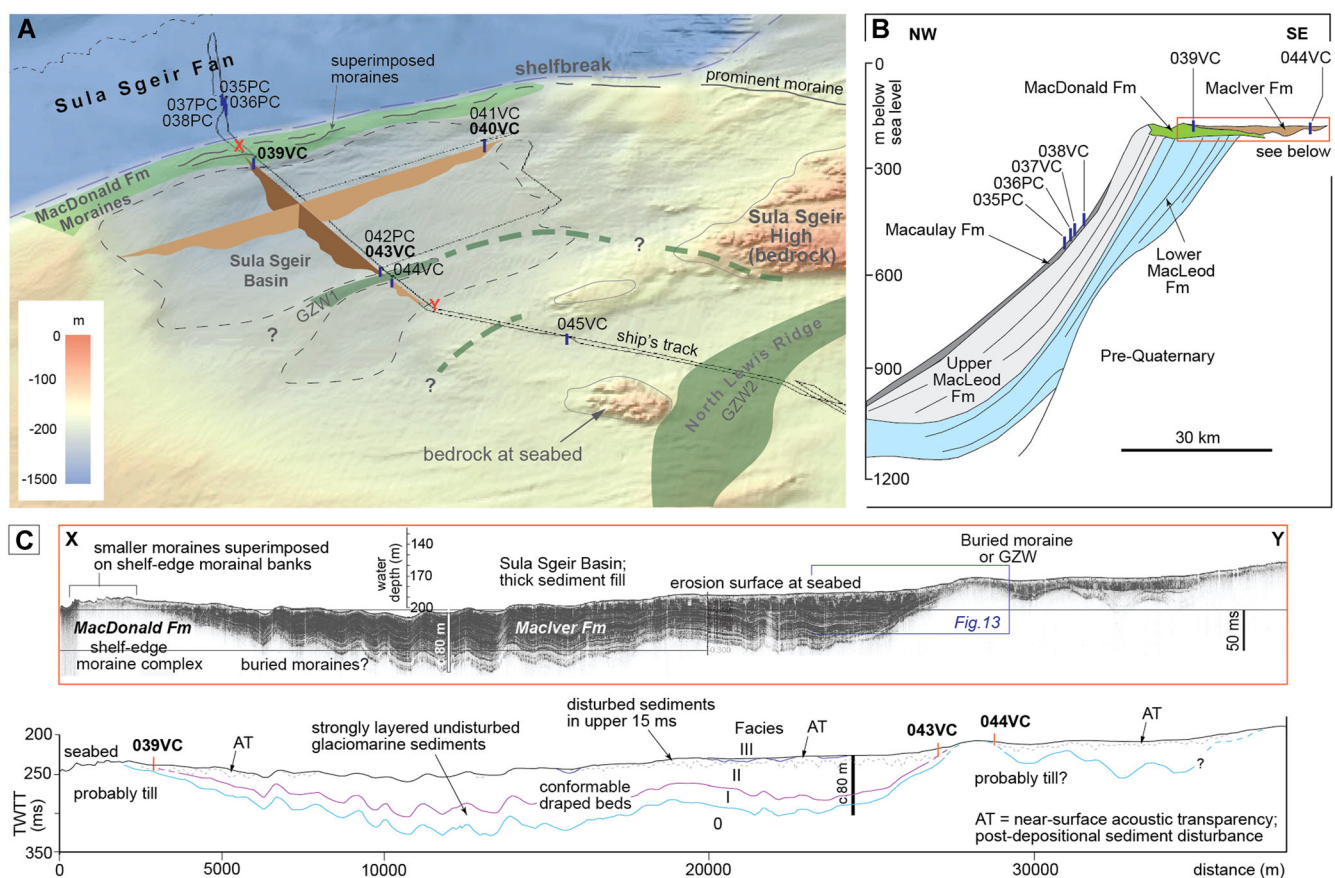 A
Sula Sgeir Fan
superimposed
moraines
shelfbreak
prominent moraine
035PC
037PC
036PC
038PC
X
039VC
041VC
040VC
MacDonald Fm
Moraines
Sula Sgeir
Basin
042PC
043VC
044VC
GZW1
?
?
?
Y
Sula Sgeir
High
(bedrock)
045VC
ship's track
North Lewis Ridge
GZW2
bedrock at seabed
m
0
-100
-200
-1500
B
NW
SE
0
300
600
900
1200
m below
sea level
039VC
044VC
MacDonald Fm
MacIver Fm
see below
038VC
037VC
036PC
035PC
Macaulay Fm
Lower
MacLeod
Fm
Upper
MacLeod
Fm
Pre-Quaternary
30 km
C
X
Y
smaller moraines superimposed
on shelf-edge morainal banks
water
depth (m)
140
170
200
Sula Sgeir Basin;
thick sediment fill
erosion surface at seabed
Buried moraine
or GZW
MacDonald Fm
shelf-edge
moraine complex
buried moraines?
c.80 m
MacIver Fm
0.300
Fig.13
50 ms
200
250
350
TWTT
(ms)
seabed
039VC
AT
probably till
strongly layered undisturbed
glaciomarine sediments
disturbed sediments
in upper 15 ms
Facies
III
II
I
0
AT
conformable
draped beds
c.80 m
043VC
044VC
AT
probably till?
?
AT = near-surface acoustic transparency;
post-depositional sediment disturbance
0
5000
10000
20000
30000
distance (m)